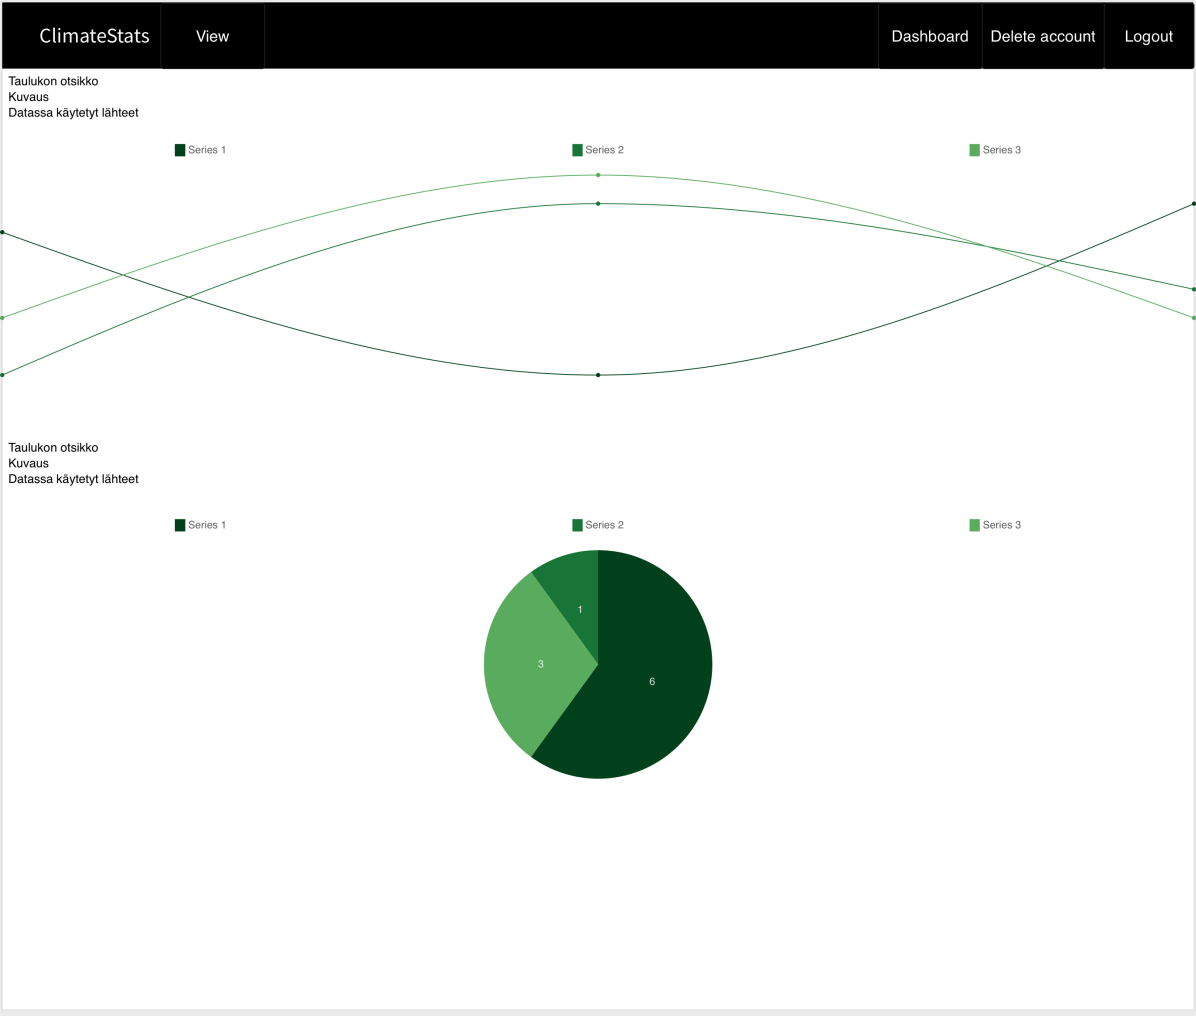 ClimateStats View Dashboard Delete account Logout
Taulukon otsikko
Kuvaus
Datassa käytetyt lähteet
Series 1 Series 2 Series 3
Taulukon otsikko
Kuvaus
Datassa käytetyt lähteet
Series 1 Series 2 Series 3
1
3
6